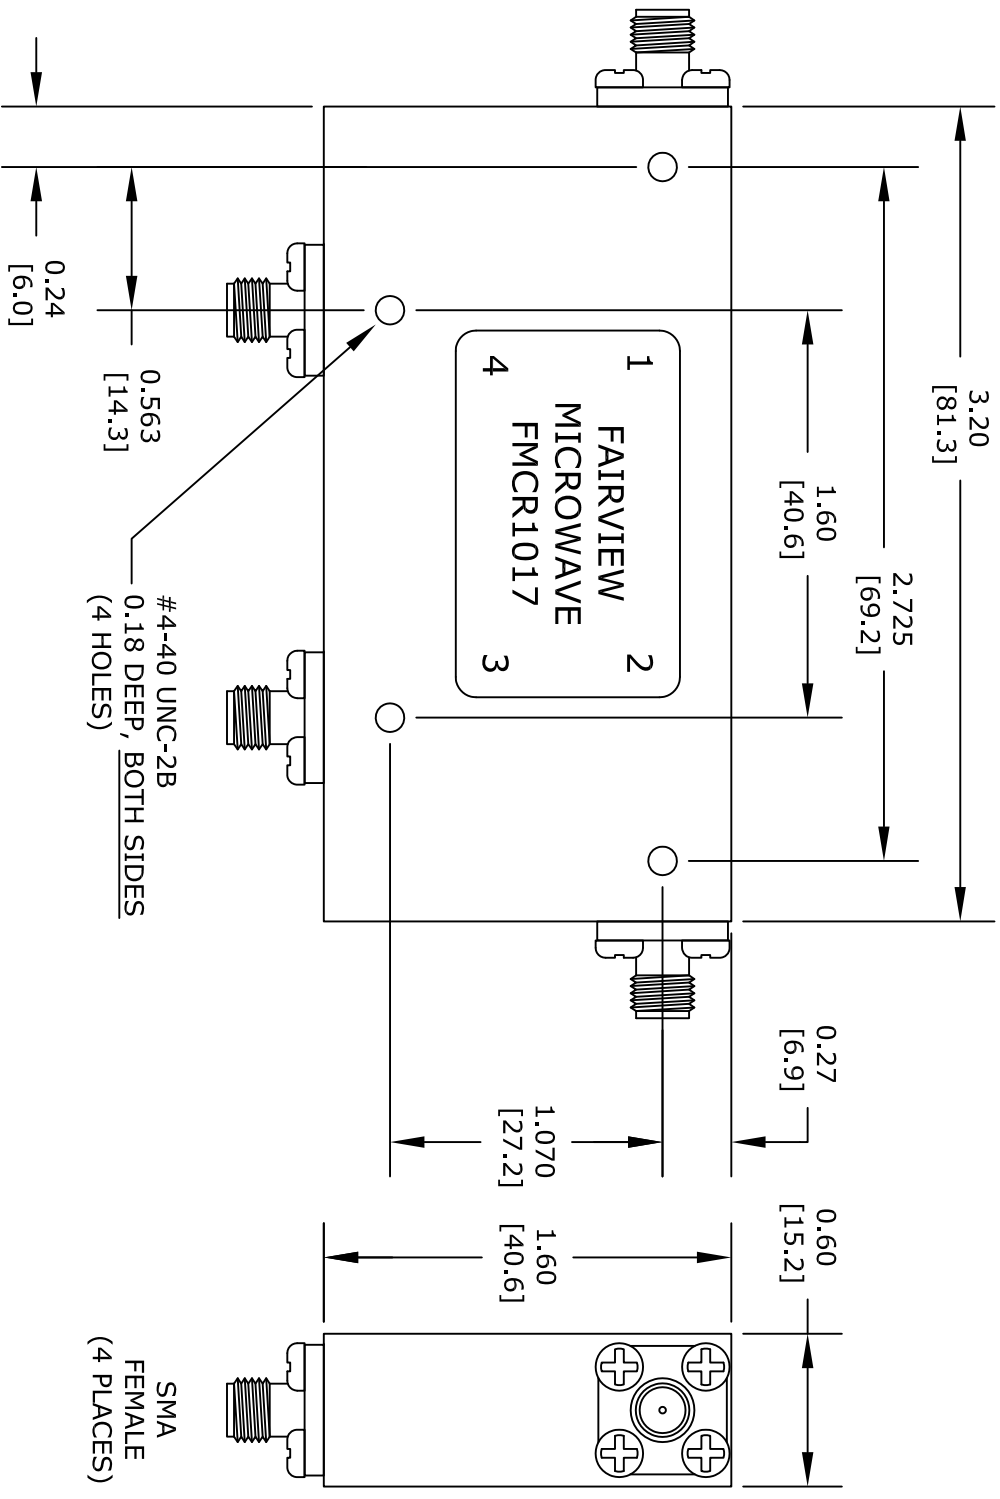 3.20
[81.3]
2.725
[69.2]
1.60
[40.6]
0.27
[6.9]
0.60
[15.2]
1 2
FAIRVIEW
MICROWAVE
FMCR1017
4 3
1.070
[27.2]
1.60
[40.6]
0.24
[6.0]
0.563
[14.3]
#4-40 UNC-2B
0.18 DEEP, BOTH SIDES
(4 HOLES)
SMA
FEMALE
(4 PLACES)